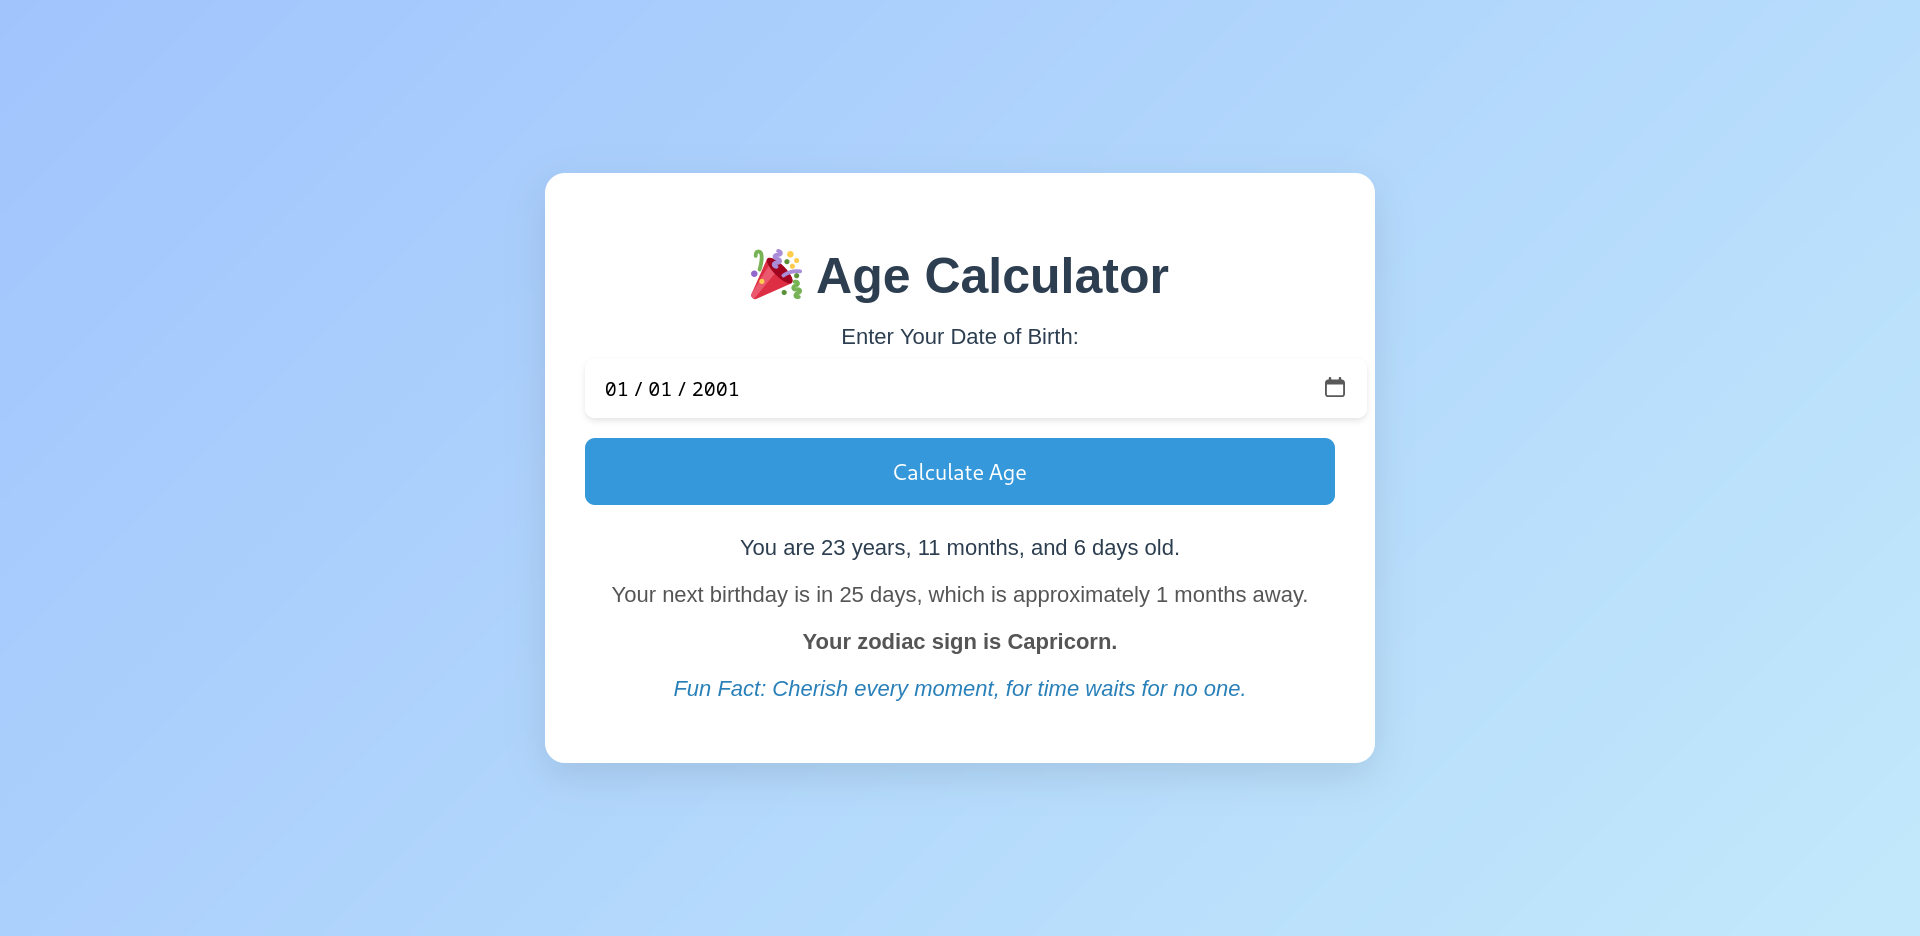 🎉 Age Calculator
Enter Your Date of Birth:
01/01/2001
Calculate Age
You are 23 years, 11 months, and 6 days old.
Your next birthday is in 25 days, which is approximately 1 months away.
Your zodiac sign is Capricorn.
Fun Fact: Cherish every moment, for time waits for no one.